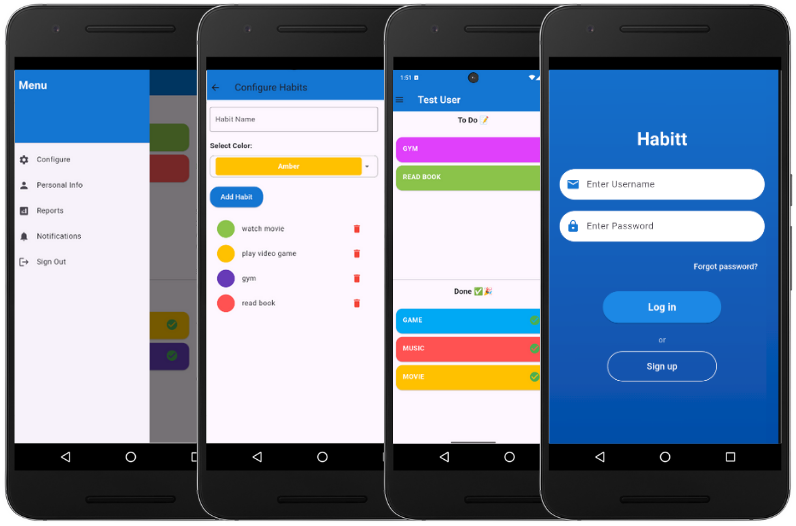 Menu
Configure
Personal Info
Reports
Notifications
Sign Out
Configure Habits
Habit Name
Select Color:
Amber
Add Habit
watch movie
play video game
gym
read book
1:51
Test User
To Do 📝
GYM
READ BOOK
Done ✅🎉
GAME
MUSIC
MOVIE
Habitt
Enter Username
Enter Password
Forgot password?
Log in
or
Sign up